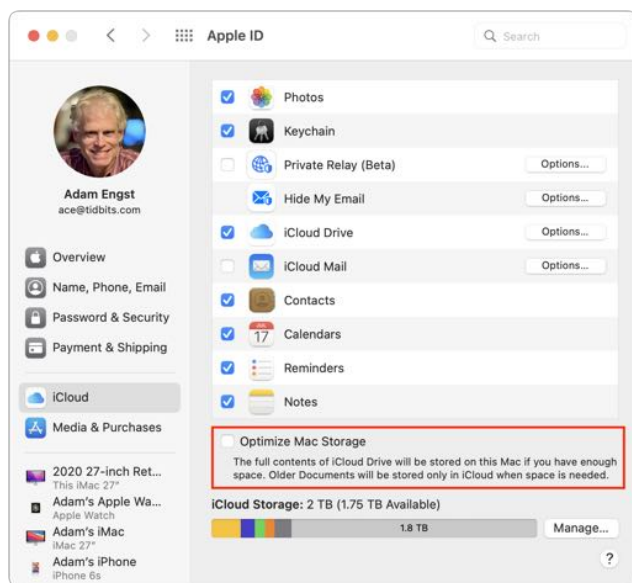 Apple ID
Search
Adam Engst
ace@tidbits.com
Overview
Name, Phone, Email
Password & Security
Payment & Shipping
iCloud
Media & Purchases
2020 27-inch Ret...
This iMac 27"
Adam's Apple Wa...
Apple Watch
Adam's iMac
iMac 27"
Adam's iPhone
iPhone 6s
Photos
Keychain
Private Relay (Beta) Options...
Hide My Email Options...
iCloud Drive Options...
iCloud Mail Options...
Contacts
JUL
17
Calendars
Reminders
Notes
Optimize Mac Storage
The full contents of iCloud Drive will be stored on this Mac if you have enough
space. Older Documents will be stored only in iCloud when space is needed.
iCloud Storage: 2 TB (1.75 TB Available)
1.8 TB Manage...
?